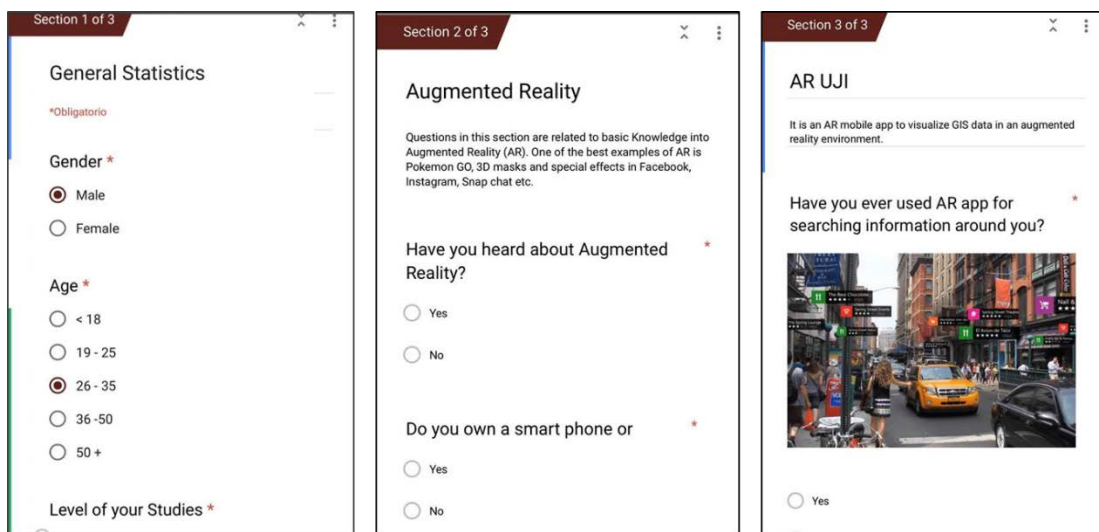 Section 1 of 3
General Statistics
*Obligatorio
Gender *
Male
Female
Age *
< 18
19 - 25
26 - 35
36 -50
50 +
Level of your Studies *
Section 2 of 3
Augmented Reality
Questions in this section are related to basic Knowledge into
Augmented Reality (AR). One of the best examples of AR is
Pokemon GO, 3D masks and special effects in Facebook,
Instagram, Snap chat etc.
Have you heard about Augmented *
Reality?
Yes
No
Do you own a smart phone or *
Yes
No
Section 3 of 3
AR UJI
It is an AR mobile app to visualize GIS data in an augmented
reality environment.
Have you ever used AR app for *
searching information around you?
11
11
11
Nail &
Yes